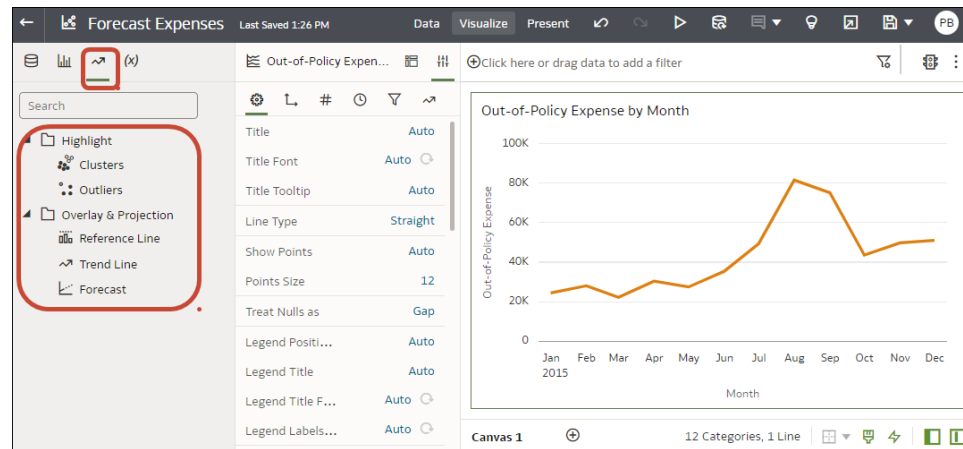 Forecast Expenses Last Saved 1:26 PM Data Visualize Present PB
(x) Out-of-Policy Expen... Click here or drag data to add a filter
Search
Highlight
Clusters
Outliers
Overlay & Projection
Reference Line
Trend Line
Forecast
Title Auto
Title Font Auto
Title Tooltip Auto
Line Type Straight
Show Points Auto
Points Size 12
Treat Nulls as Gap
Legend Positi... Auto
Legend Title Auto
Legend Title F... Auto
Legend Labels... Auto
Out-of-Policy Expense by Month
Out-of-Policy Expense
100K
80K
60K
40K
20K
0
Jan Feb Mar Apr May Jun Jul Aug Sep Oct Nov Dec
2015
Month
Canvas 1 12 Categories, 1 Line